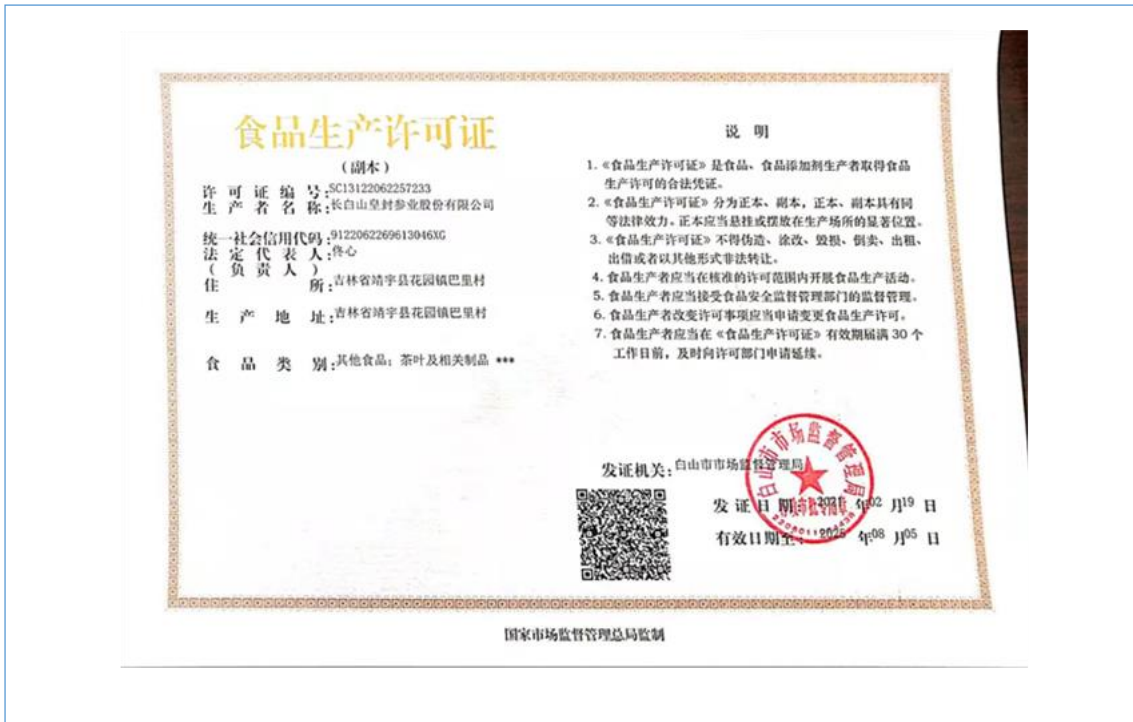 食品生产许可证
(副本)
许可证编号:SC13122062257233
生产者名称:长白山皇封参业股份有限公司
统一社会信用代码:9122062269613046XG
法定代表人:佟心
(负责人)
住所:吉林省靖宇县花园镇巴里村
生产地址:吉林省靖宇县花园镇巴里村
食品类别:其他食品；茶叶及相关制品 ***
说 明
1.《食品生产许可证》是食品、食品添加剂生产者取得食品
生产许可的合法凭证。
2.《食品生产许可证》分为正本、副本，正本、副本具有同
等法律效力。正本应当悬挂或摆放在生产场所的显著位置。
3.《食品生产许可证》不得伪造、涂改、毁损、倒卖、出租、
出借或者以其他形式非法转让。
4.食品生产者应当在核准的许可范围内开展食品生产活动。
5.食品生产者应当接受食品安全监督管理部门的监督管理。
6.食品生产者改变许可事项应当申请变更食品生产许可。
7.食品生产者应当在《食品生产许可证》有效期届满 30 个
工作日前，及时向许可部门申请延续。
发证机关:白山市市场监督管理局
白山市市场监督管理局
发证日期:2021 年 02 月 19 日
有效日期至:2025 年 08 月 05 日
国家市场监督管理总局监制